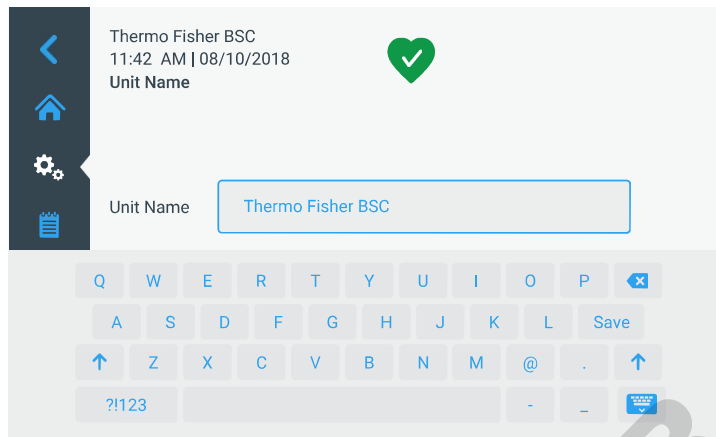 Thermo Fisher BSC
11:42 AM | 08/10/2018
Unit Name
Unit Name Thermo Fisher BSC
Q W E R T Y U I O P
A S D F G H J K L Save
Z X C V B N M @ .
?!123 - _